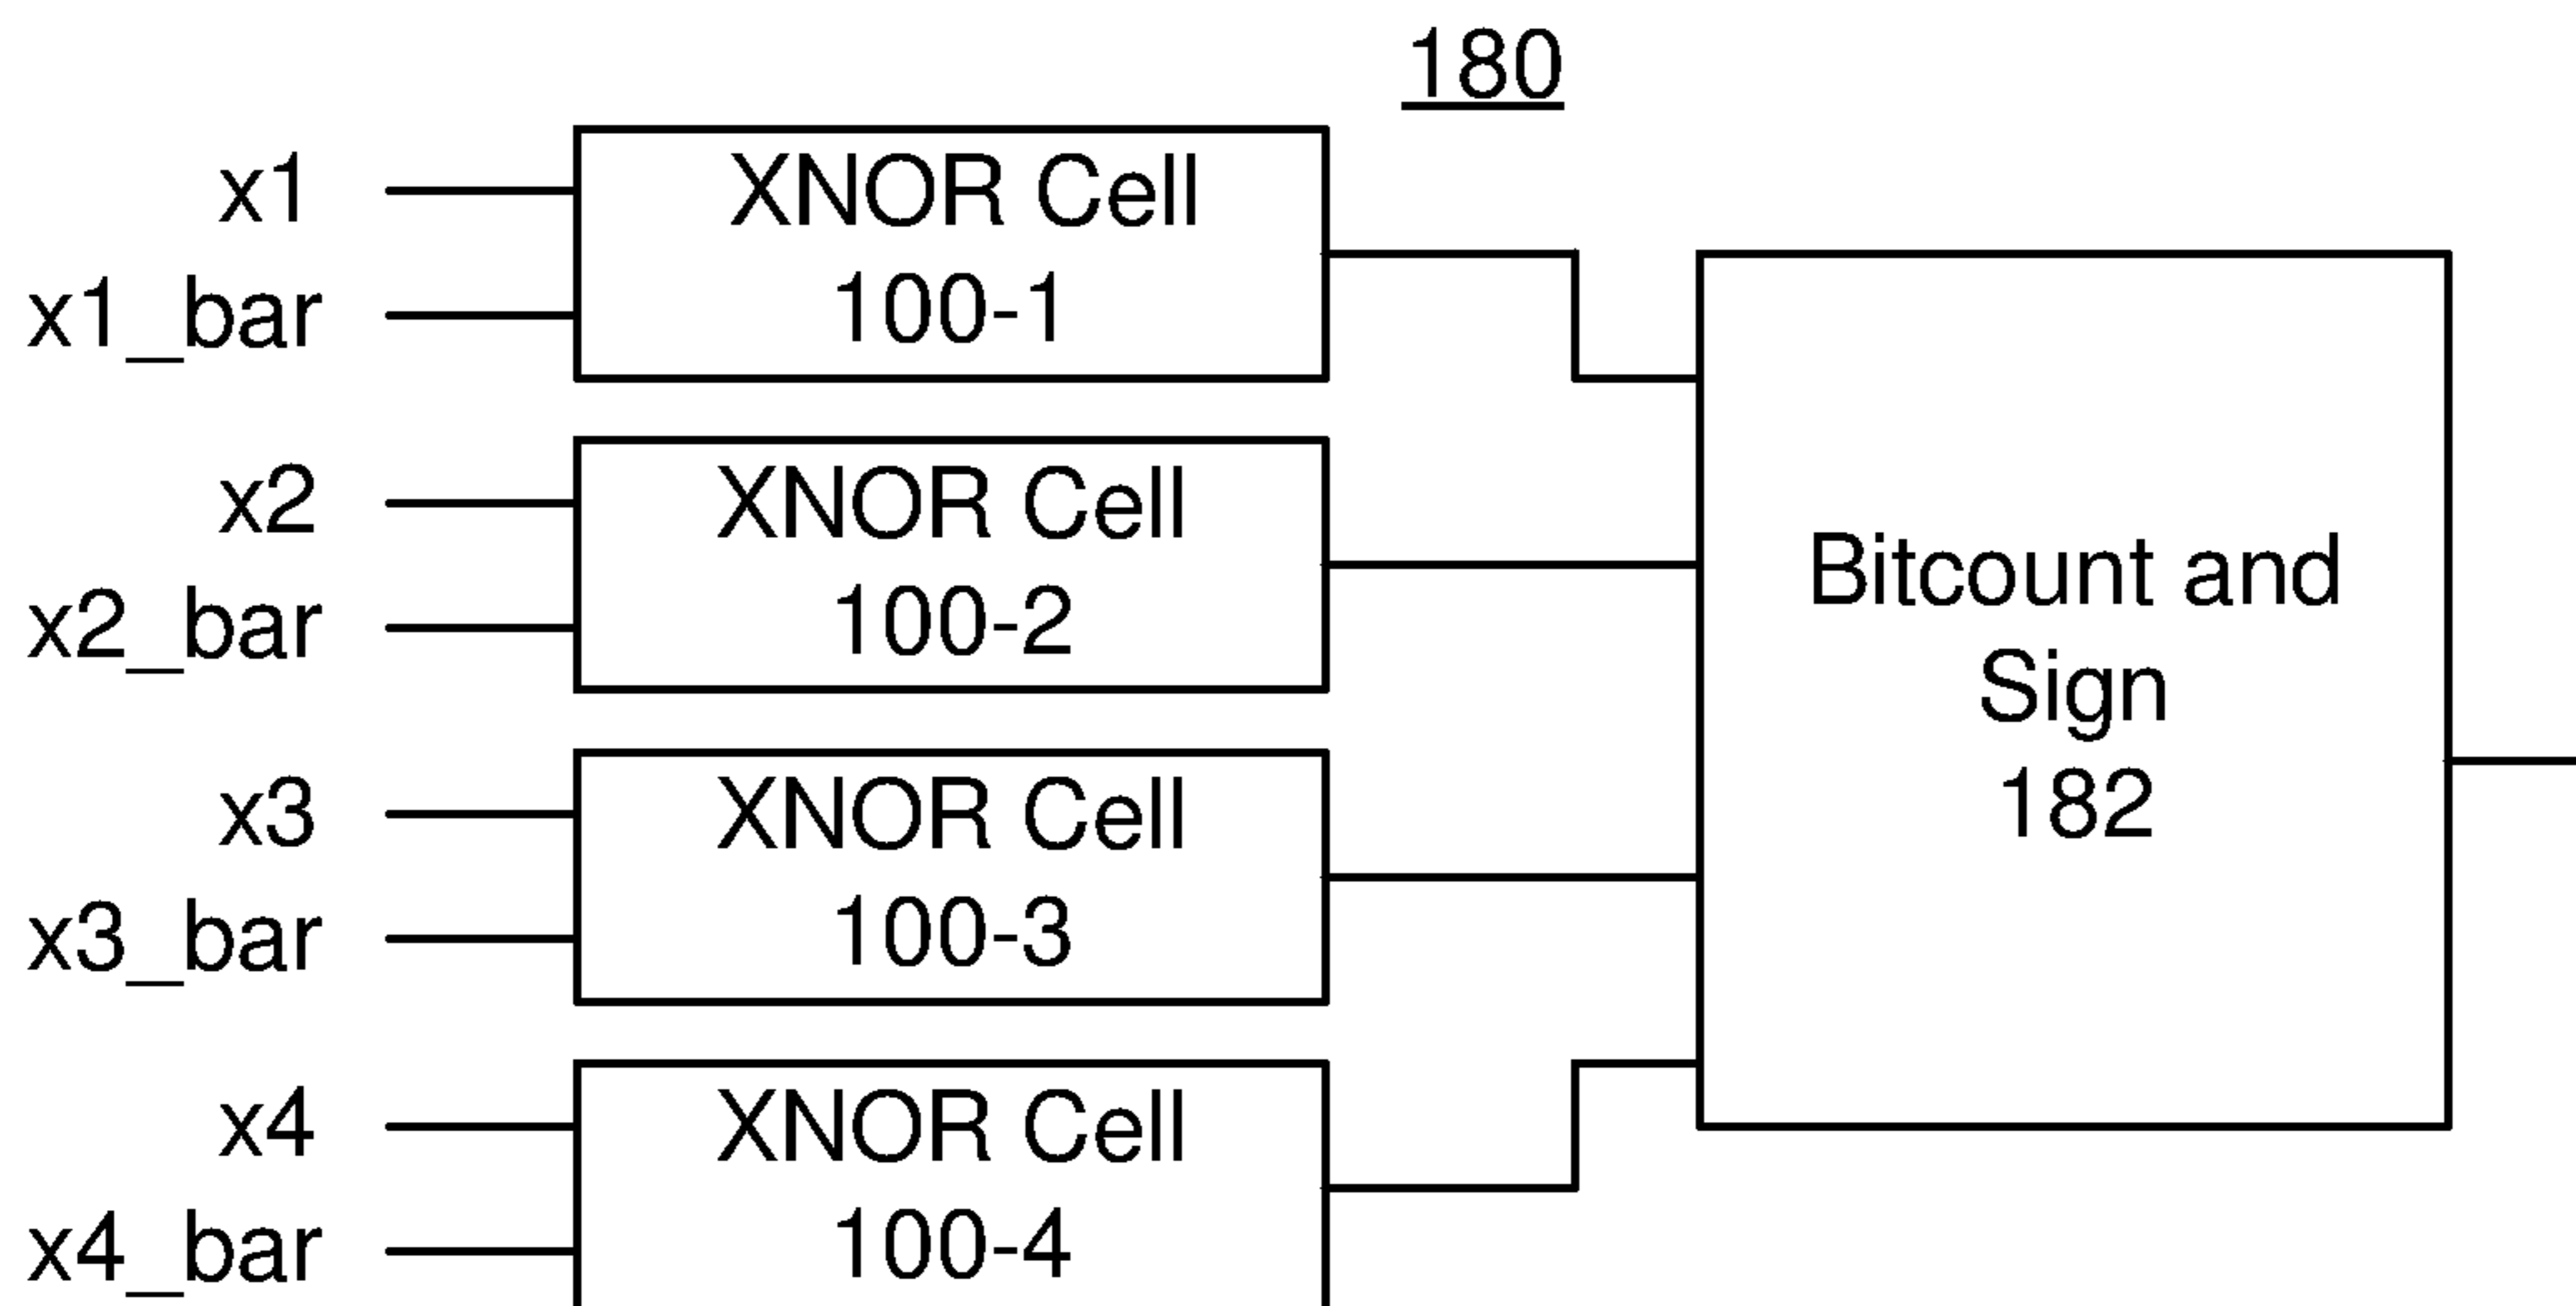 180
x1
x1_bar
XNOR Cell
100-1
x2
x2_bar
XNOR Cell
100-2
x3
x3_bar
XNOR Cell
100-3
x4
x4_bar
XNOR Cell
100-4
Bitcount and
Sign
182